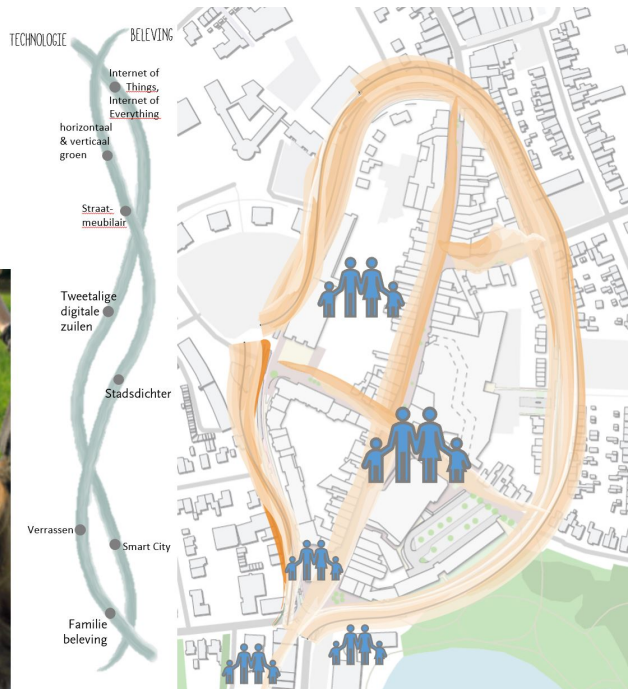 TECHNOLOGIE
BELEVING
Internet of
Things,
Internet of
Everything
horizontaal
& verticaal
groen
Straat-
meubilair
Tweetalige
digitale
zuilen
Stadsdichter
Verrassen
Smart City
Familie
beleving